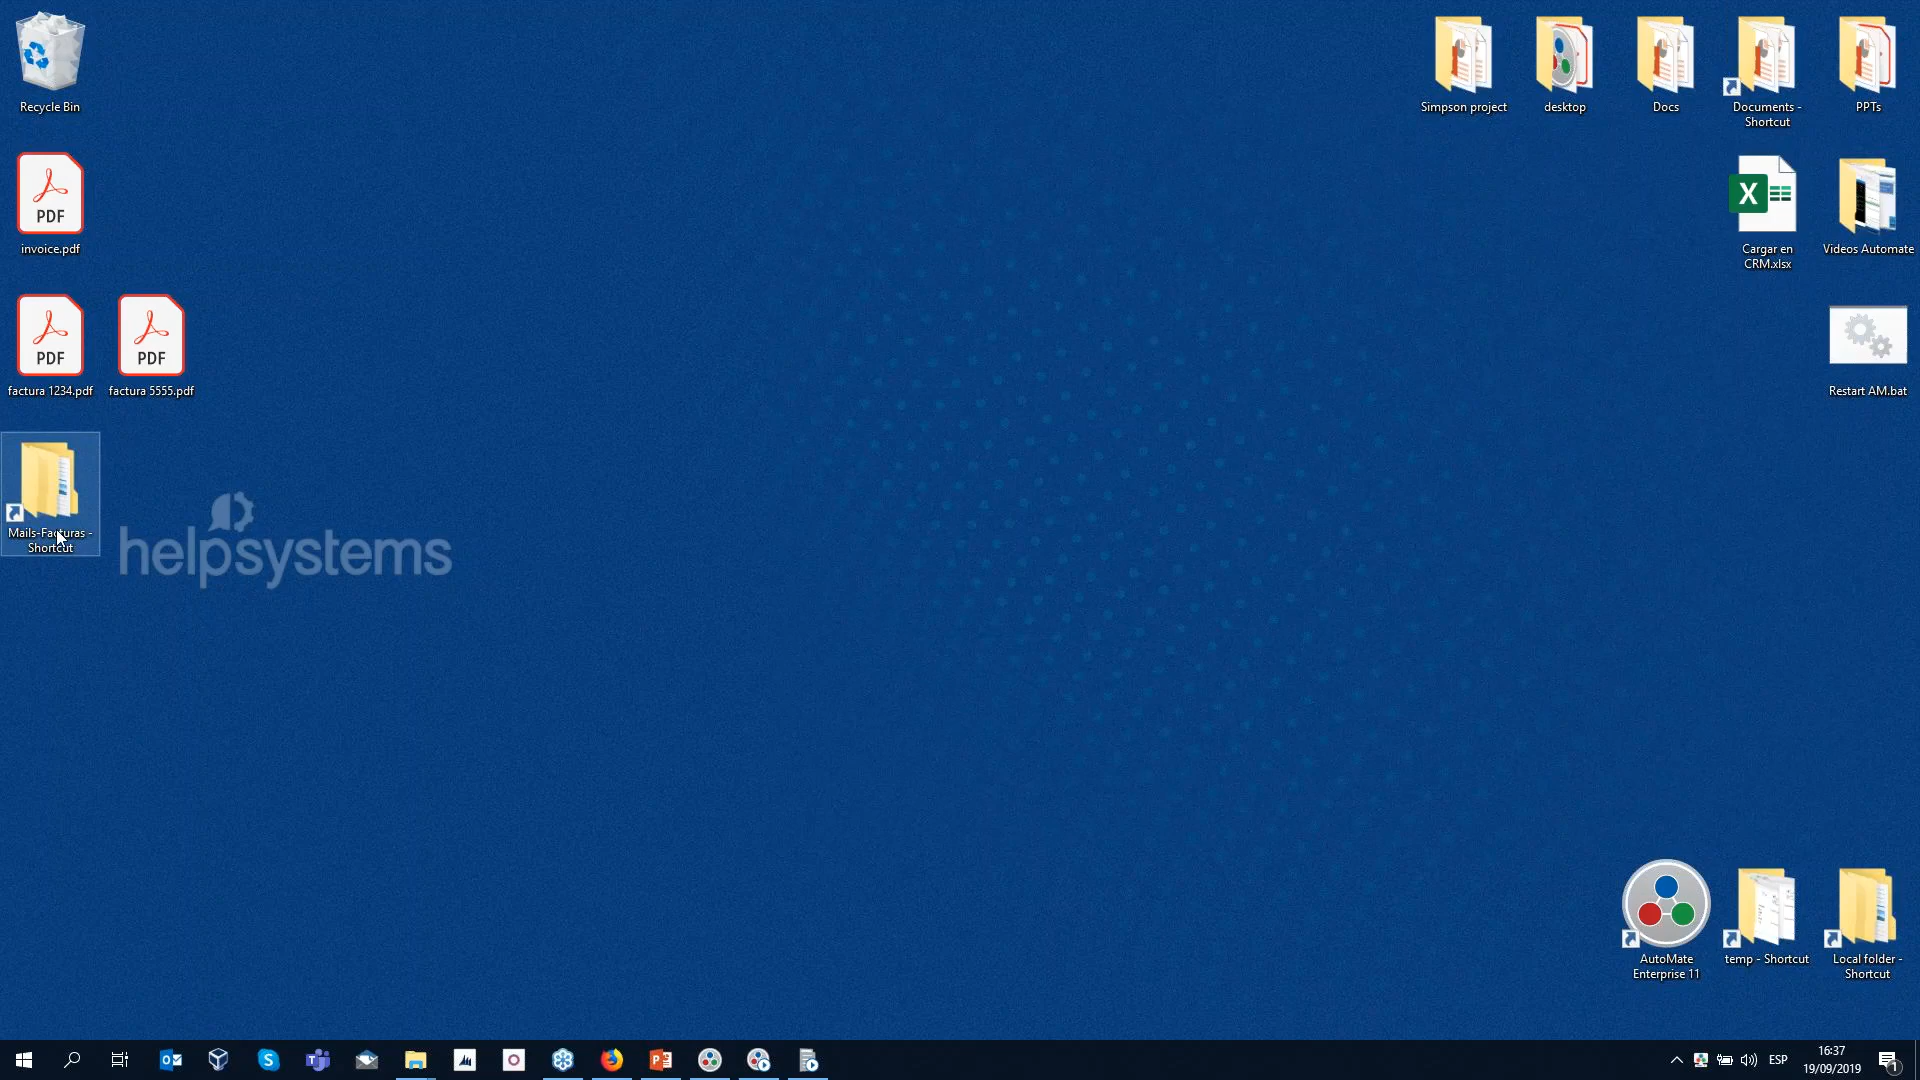 Recycle Bin
Simpson project
desktop
Docs
Documents -
Shortcut
PPTs
PDF
invoice.pdf
X
Cargar en
CRM.xlsx
Videos Automate
PDF
factura 1234.pdf
PDF
factura 5555.pdf
Restart AM.bat
Mails-Facturas -
Shortcut
helpsystems
AutoMate
Enterprise 11
temp - Shortcut
Local folder -
Shortcut
ESP
16:37
19/09/2019
1